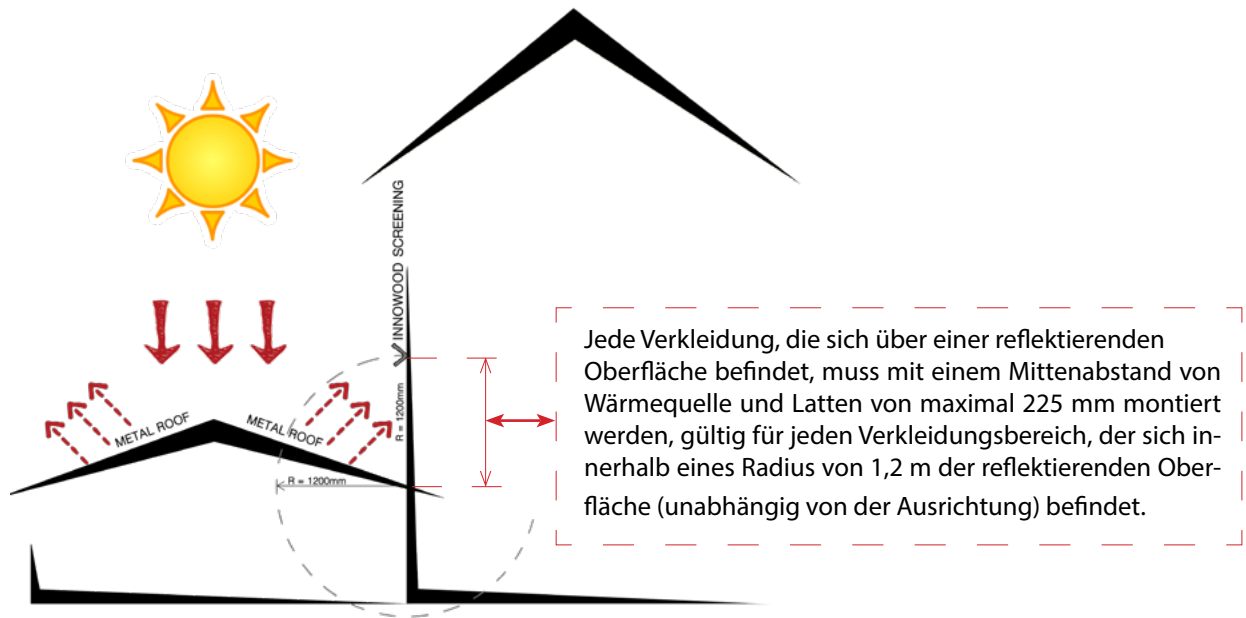 INNOWOOD SCREENING
Jede Verkleidung, die sich über einer reflektierenden
Oberfläche befindet, muss mit einem Mittenabstand von
Wärmequelle und Latten von maximal 225 mm montiert
werden, gültig für jeden Verkleidungsbereich, der sich in-
nerhalb eines Radius von 1,2 m der reflektierenden Ober-
fläche (unabhängig von der Ausrichtung) befindet.
R = 1200mm
METAL ROOF
METAL ROOF
R = 1200mm